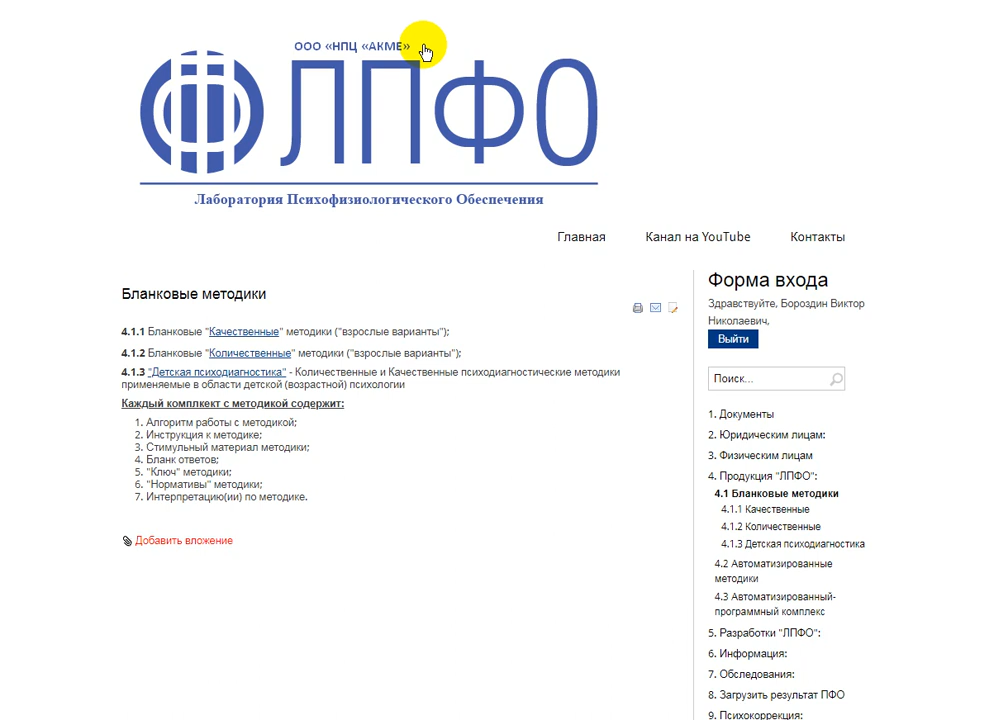 ООО «НПЦ «АКМЕ»
ЛПФО
Лаборатория Психофизиологического Обеспечения
Главная Канал на YouTube Контакты
Бланковые методики
4.1.1 Бланковые "Качественные" методики ("взрослые варианты");
4.1.2 Бланковые "Количественные" методики ("взрослые варианты");
4.1.3 "Детская психодиагностика" - Количественные и Качественные психодиагностические методики
применяемые в области детской (возрастной) психологии
Каждый комплкект с методикой содержит:
1. Алгоритм работы с методикой;
2. Инструкция к методике;
3. Стимульный материал методики;
4. Бланк ответов;
5. "Ключ" методики;
6. "Нормативы" методики;
7. Интерпретацию(ии) по методике.
Добавить вложение
Форма входа
Здравствуйте, Бороздин Виктор
Николаевич,
Выйти
Поиск...
1. Документы
2. Юридическим лицам:
3. Физическим лицам
4. Продукция "ЛПФО":
4.1 Бланковые методики
4.1.1 Качественные
4.1.2 Количественные
4.1.3 Детская психодиагностика
4.2 Автоматизированные
методики
4.3 Автоматизированный-
программный комплекс
5. Разработки "ЛПФО":
6. Информация:
7. Обследования:
8. Загрузить результат ПФО
9. Психокоррекция: